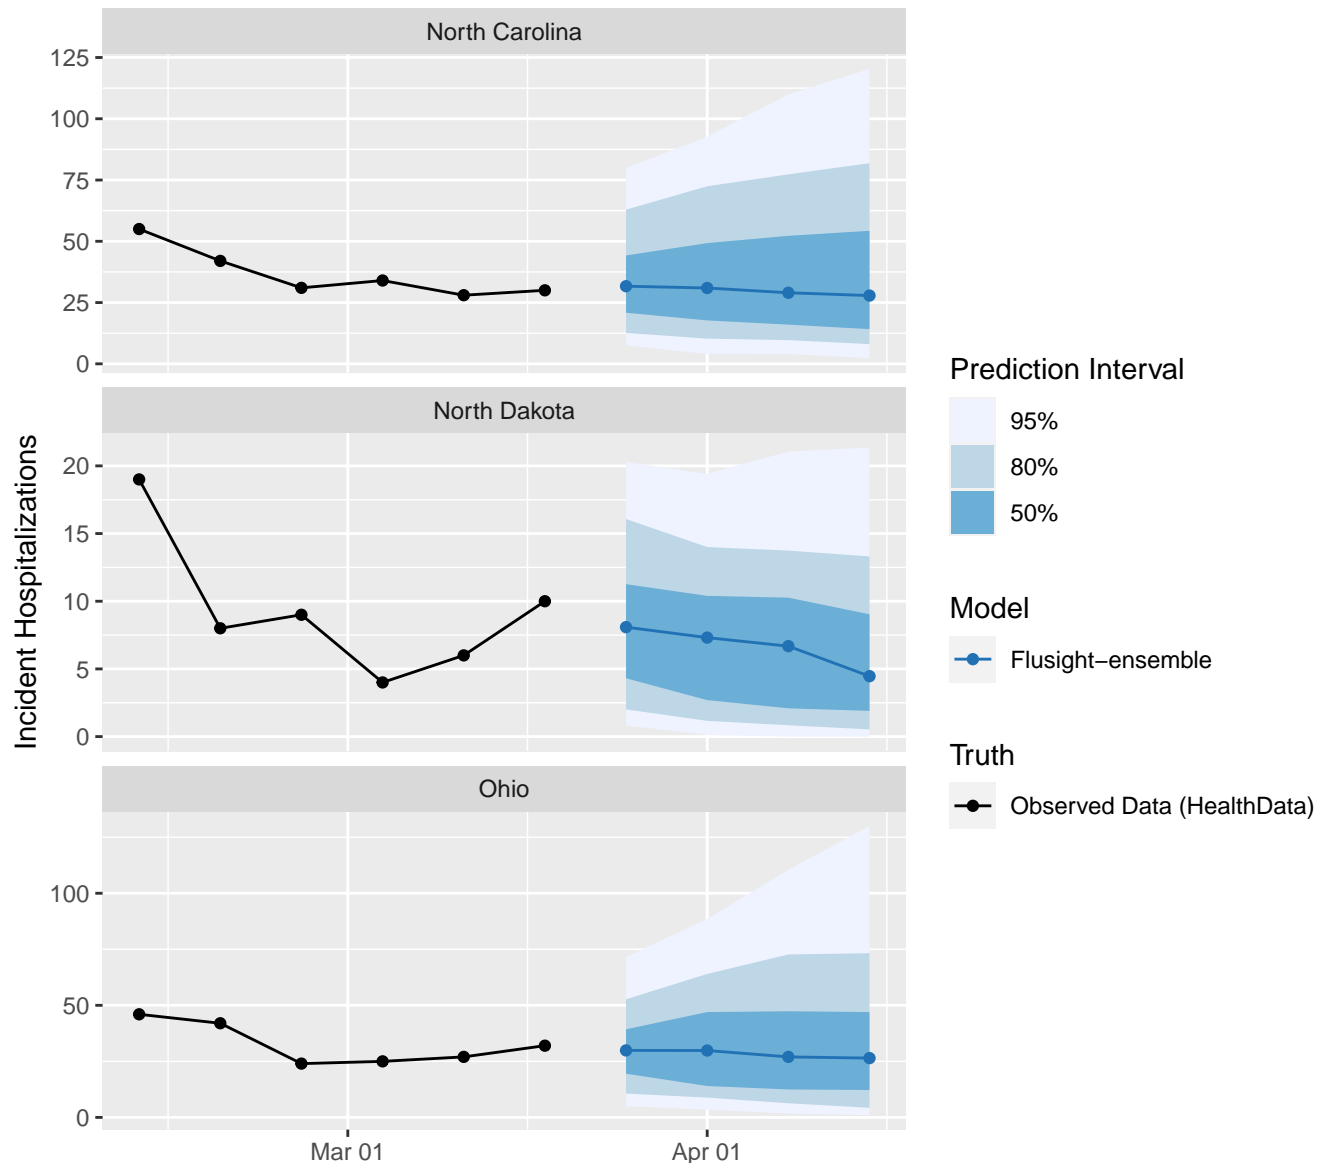 North Carolina
125
100
75
50
25
0
North Dakota
20
15
10
5
0
Ohio
100
50
0
Mar 01
Apr 01
Incident Hospitalizations
Prediction Interval
95%
80%
50%
Model
Flusight−ensemble
Truth
Observed Data (HealthData)